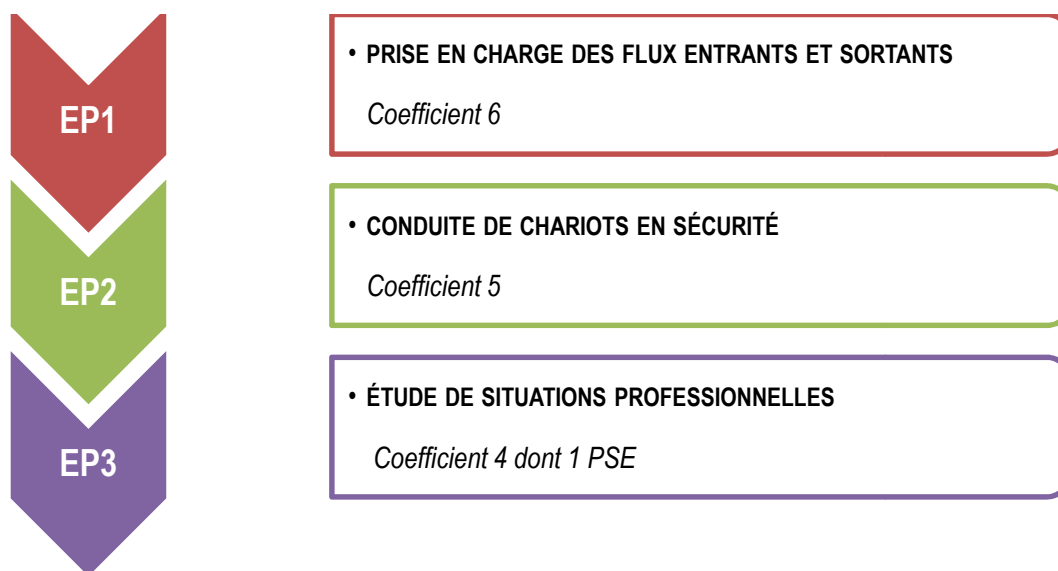 EP1
• PRISE EN CHARGE DES FLUX ENTRANTS ET SORTANTS
Coefficient 6
EP2
• CONDUITE DE CHARIOTS EN SÉCURITÉ
Coefficient 5
EP3
• ÉTUDE DE SITUATIONS PROFESSIONNELLES
Coefficient 4 dont 1 PSE